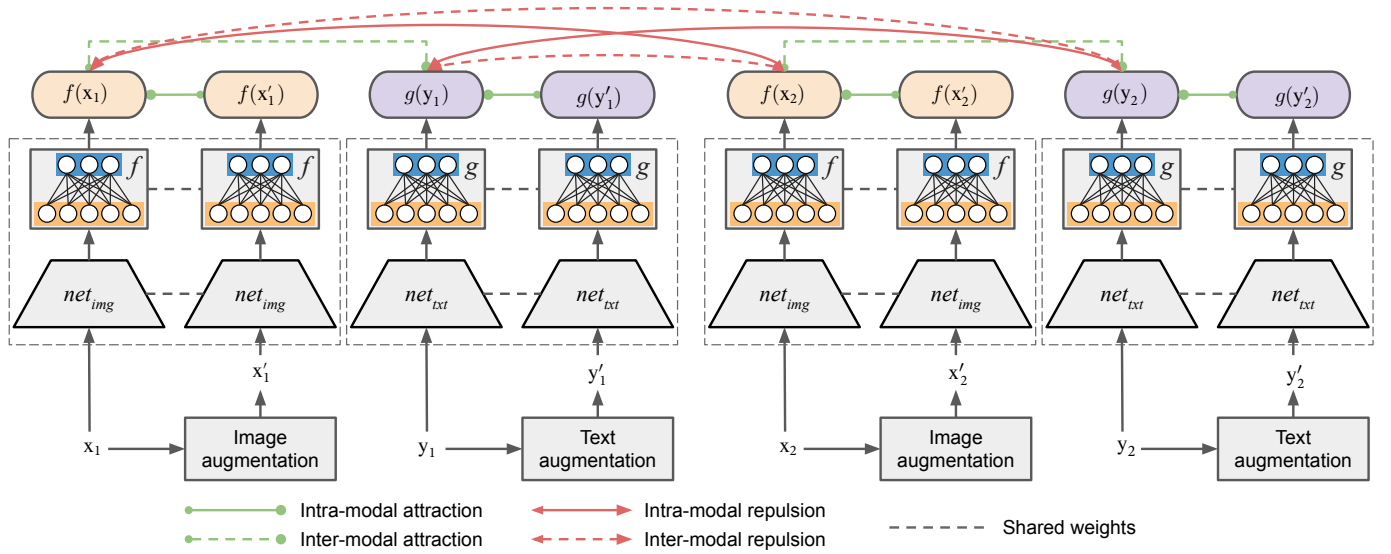 f(x₁) f(x′₁) g(y₁) g(y′₁) f(x₂) f(x′₂) g(y₂) g(y′₂)
f f g g f f g g
net_img net_img net_txt net_txt net_img net_img net_txt net_txt
x′₁ y′₁ x′₂ y′₂
x₁ Image augmentation y₁ Text augmentation x₂ Image augmentation y₂ Text augmentation
Intra-modal attraction Intra-modal repulsion Shared weights
Inter-modal attraction Inter-modal repulsion